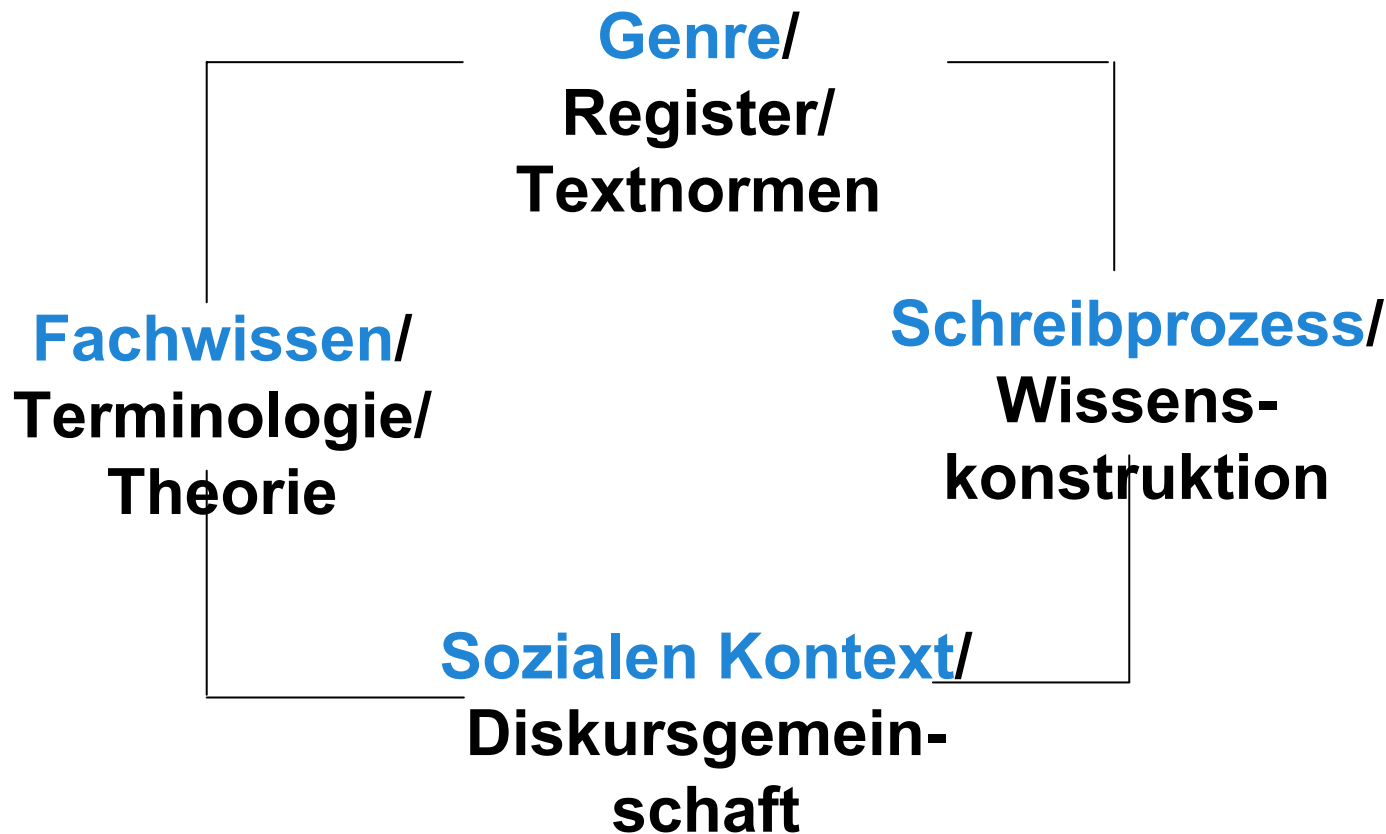 Genre/
Register/
Textnormen
Fachwissen/
Terminologie/
Theorie
Schreibprozess/
Wissens-
konstruktion
Sozialen Kontext/
Diskursgemein-
schaft